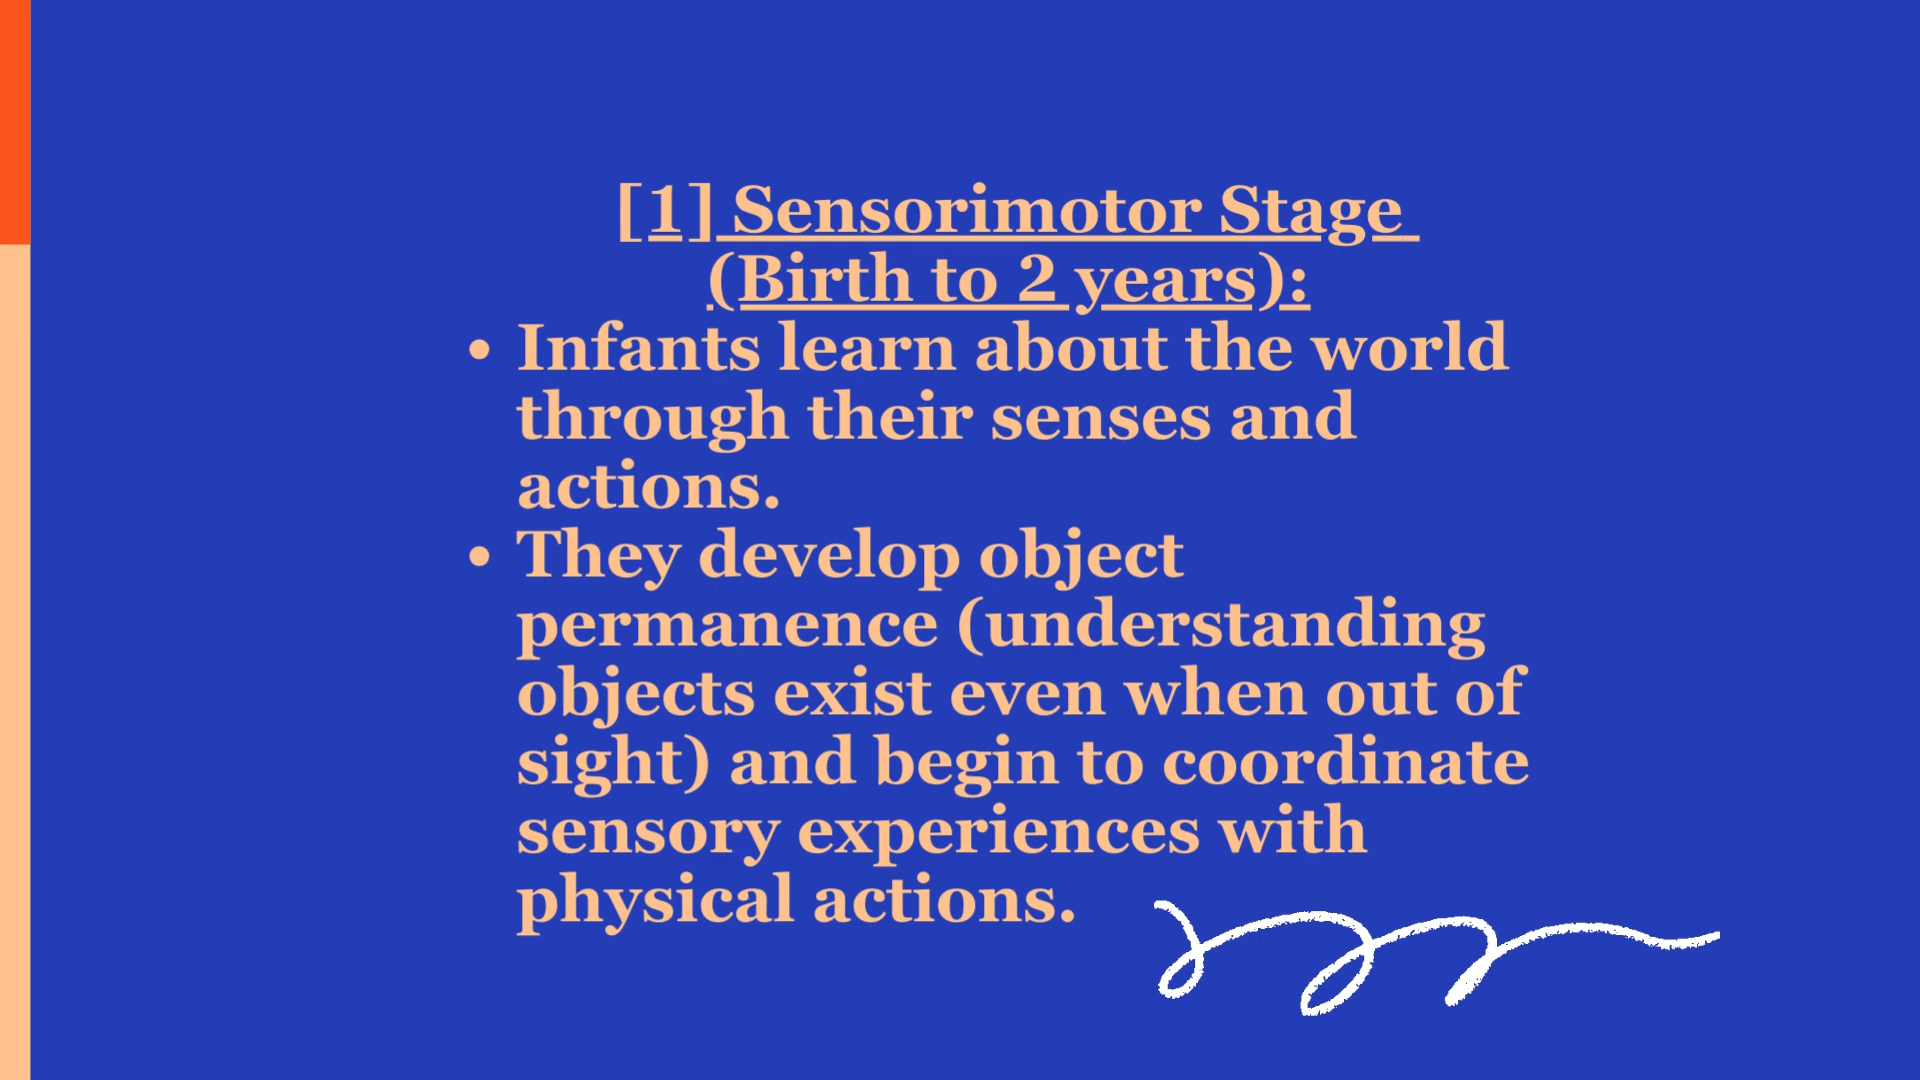 [1] Sensorimotor Stage
(Birth to 2 years):
• Infants learn about the world
through their senses and
actions.
• They develop object
permanence (understanding
objects exist even when out of
sight) and begin to coordinate
sensory experiences with
physical actions.